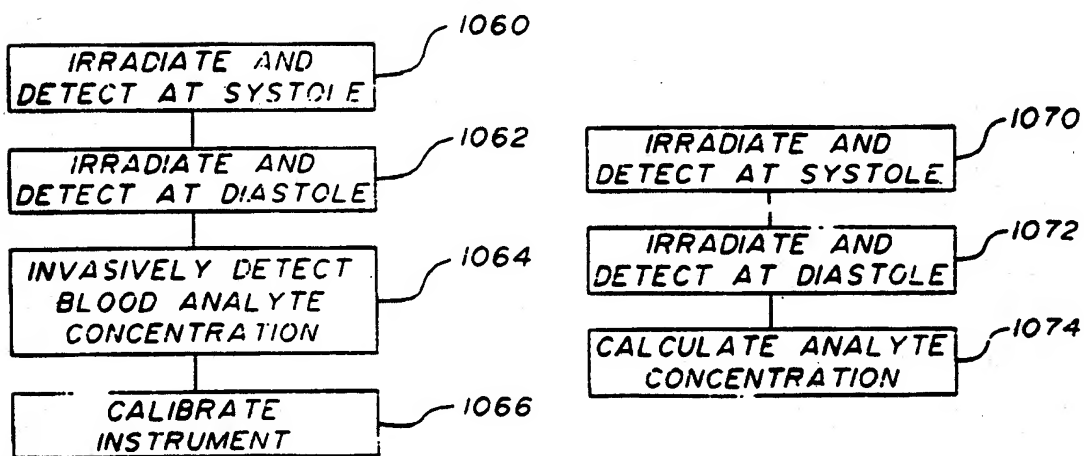 1060
IRRADIATE AND
DETECT AT SYSTOLE
1062
IRRADIATE AND
DETECT AT DIASTOLE
1064
INVASIVELY DETECT
BLOOD ANALYTE
CONCENTRATION
1066
CALIBRATE
INSTRUMENT
1070
IRRADIATE AND
DETECT AT SYSTOLE
1072
IRRADIATE AND
DETECT AT DIASTOLE
1074
CALCULATE ANALYTE
CONCENTRATION